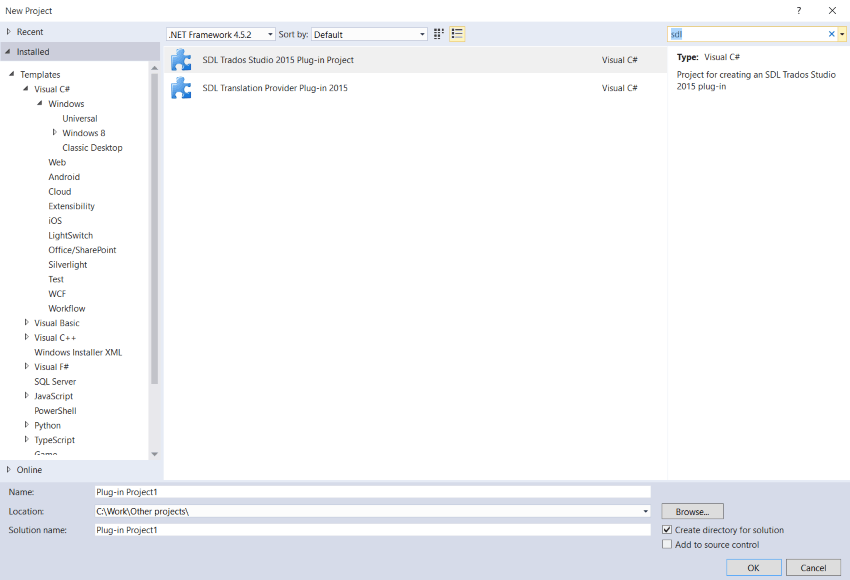 New Project
?
Recent
.NET Framework 4.5.2
Sort by:
Default
sdl
Installed
Templates
Visual C#
Windows
Universal
Windows 8
Classic Desktop
Web
Android
Cloud
Extensibility
iOS
LightSwitch
Office/SharePoint
Silverlight
Test
WCF
Workflow
Visual Basic
Visual C++
Windows Installer XML
Visual F#
SQL Server
JavaScript
PowerShell
Python
TypeScript
Game
Online
SDL Trados Studio 2015 Plug-in Project
Visual C#
SDL Translation Provider Plug-in 2015
Visual C#
Type: Visual C#
Project for creating an SDL Trados Studio
2015 plug-in
Name:
Plug-in Project1
Location:
C:\Work\Other projects\
Browse...
Solution name:
Plug-in Project1
Create directory for solution
Add to source control
OK
Cancel